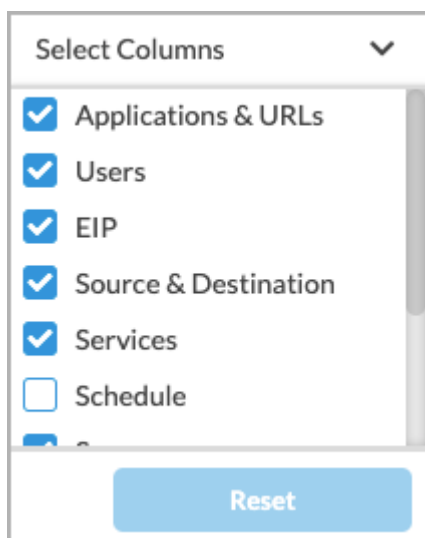 Select Columns
Applications & URLs
Users
EIP
Source & Destination
Services
Schedule
Reset